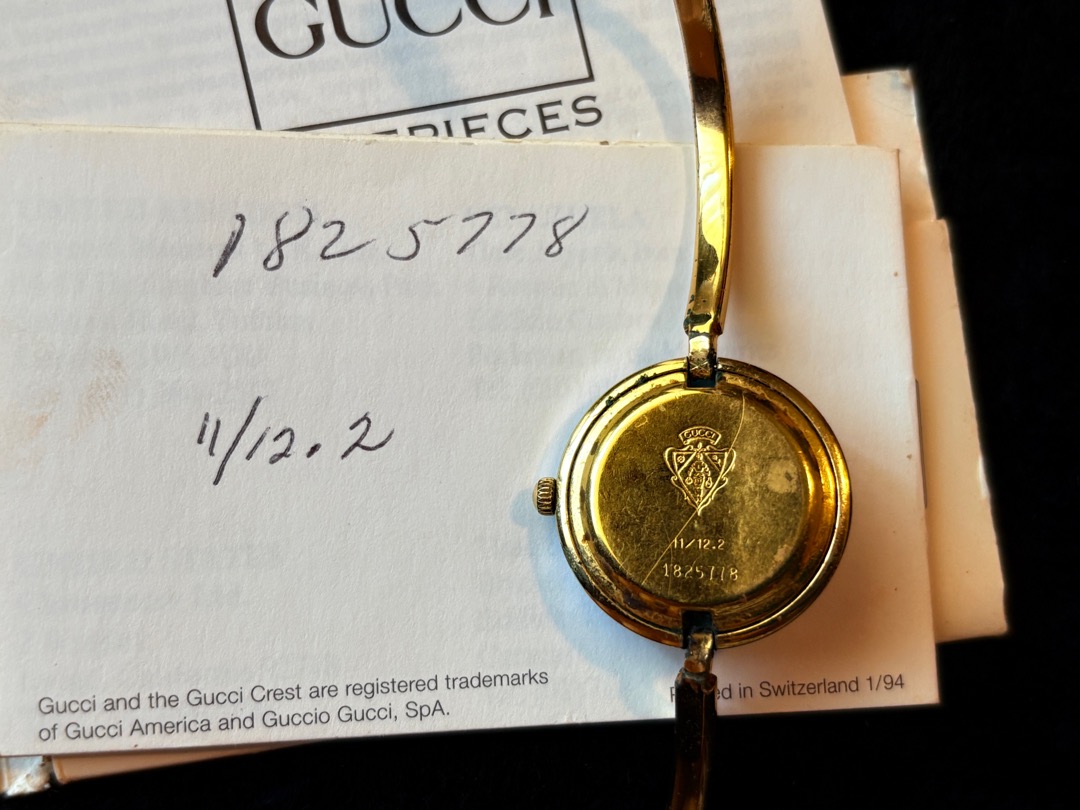 GUCCI
PIECES
1825778
11/12.2
GUCCI
11/12.2
1825778
Gucci and the Gucci Crest are registered trademarks
of Gucci America and Guccio Gucci, SpA.
in Switzerland 1/94